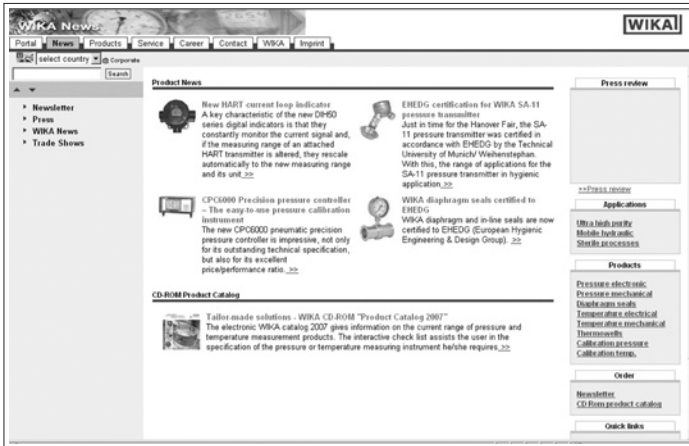 WIKA News
WIKA
Portal News Products Service Career Contact WIKA Imprint
select country @ Corporate
Search
Newsletter
Press
WIKA News
Trade Shows
Product News
New HART current loop indicator
A key characteristic of the new DIH50
series digital indicators is that they
constantly monitor the current signal and,
if the measuring range of an attached
HART transmitter is altered, they rescale
automatically to the new measuring range
and its unit >>
EHEDG certification for WIKA SA-11
pressure transmitter
Just in time for the Hanover Fair, the SA-
11 pressure transmitter was certified in
accordance with EHEDG by the Technical
University of Munich/ Weihenstephan.
With this, the range of applications for the
SA-11 pressure transmitter in hygienic
application >>
CPC6000 Precision pressure controller
– The easy-to-use pressure calibration
instrument
The new CPC6000 pneumatic precision
pressure controller is impressive, not only
for its outstanding technical specification,
but also for its excellent
price/performance ratio. >>
WIKA diaphragm seals certified to
EHEDG
WIKA diaphragm and in-line seals are now
certified to EHEDG (European Hygienic
Engineering & Design Group). >>
CD-ROM Product Catalog
Tailor-made solutions - WIKA CD-ROM "Product Catalog 2007"
The electronic WIKA catalog 2007 gives information on the current range of pressure and
temperature measurement products. The interactive check list assists the user in the
specification of the pressure or temperature measuring instrument he/she requires >>
Press review
>>Press review
Applications
Ultra high purity
Mobile hydraulic
Sterile processes
Products
Pressure electronic
Pressure mechanical
Diaphragm seals
Temperature electrical
Temperature mechanical
Thermowells
Calibration pressure
Calibration temp.
Order
Newsletter
CD Rom product catalog
Quick links